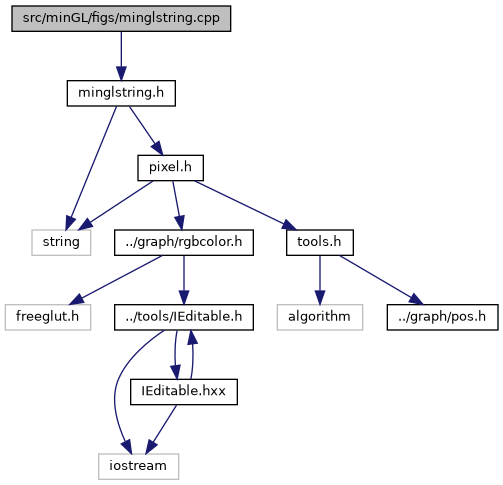 src/minGL/figs/minglstring.cpp
minglstring.h
pixel.h
string
../graph/rgbcolor.h
tools.h
freeglut.h
../tools/IEditable.h
algorithm
../graph/pos.h
IEditable.hxx
iostream